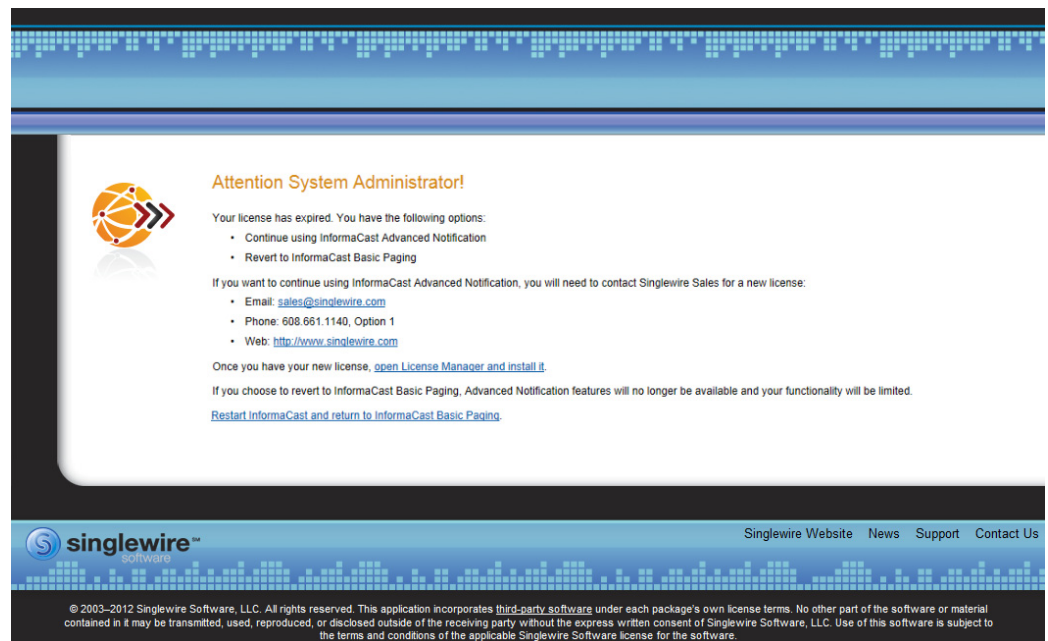 Attention System Administrator!
Your license has expired. You have the following options:
• Continue using InformaCast Advanced Notification
• Revert to InformaCast Basic Paging
If you want to continue using InformaCast Advanced Notification, you will need to contact Singlewire Sales for a new license:
• Email: sales@singlewire.com
• Phone: 608.661.1140, Option 1
• Web: http://www.singlewire.com
Once you have your new license, open License Manager and install it.
If you choose to revert to InformaCast Basic Paging, Advanced Notification features will no longer be available and your functionality will be limited.
Restart InformaCast and return to InformaCast Basic Paging.
Singlewire Website News Support Contact Us
S singlewire℠
software
© 2003–2012 Singlewire Software, LLC. All rights reserved. This application incorporates third-party software under each package's own license terms. No other part of the software or material
contained in it may be transmitted, used, reproduced, or disclosed outside of the receiving party without the express written consent of Singlewire Software, LLC. Use of this software is subject to
the terms and conditions of the applicable Singlewire Software license for the software.